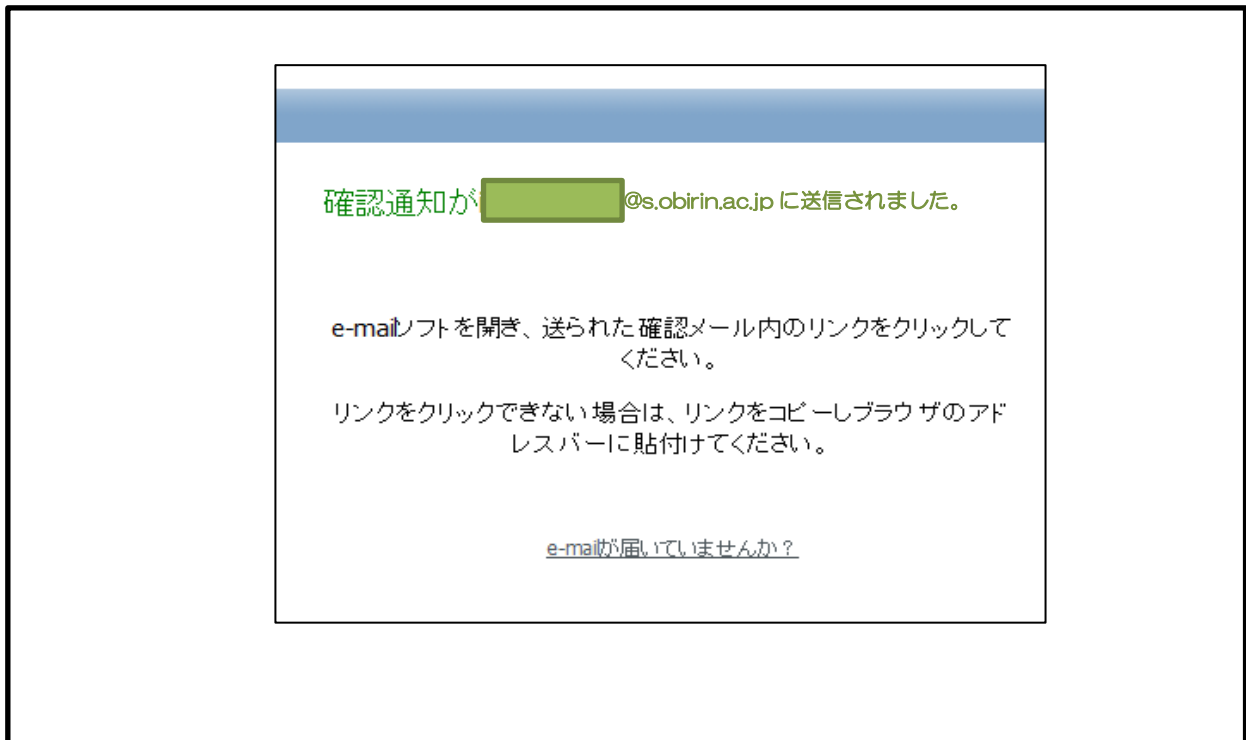 確認通知が @s.obirin.ac.jp に送信されました。
e-mailソフトを開き、送られた確認メール内のリンクをクリックして
ください。
リンクをクリックできない場合は、リンクをコピーしブラウザのアド
レスバーに貼付けてください。
e-mailが届いていませんか？